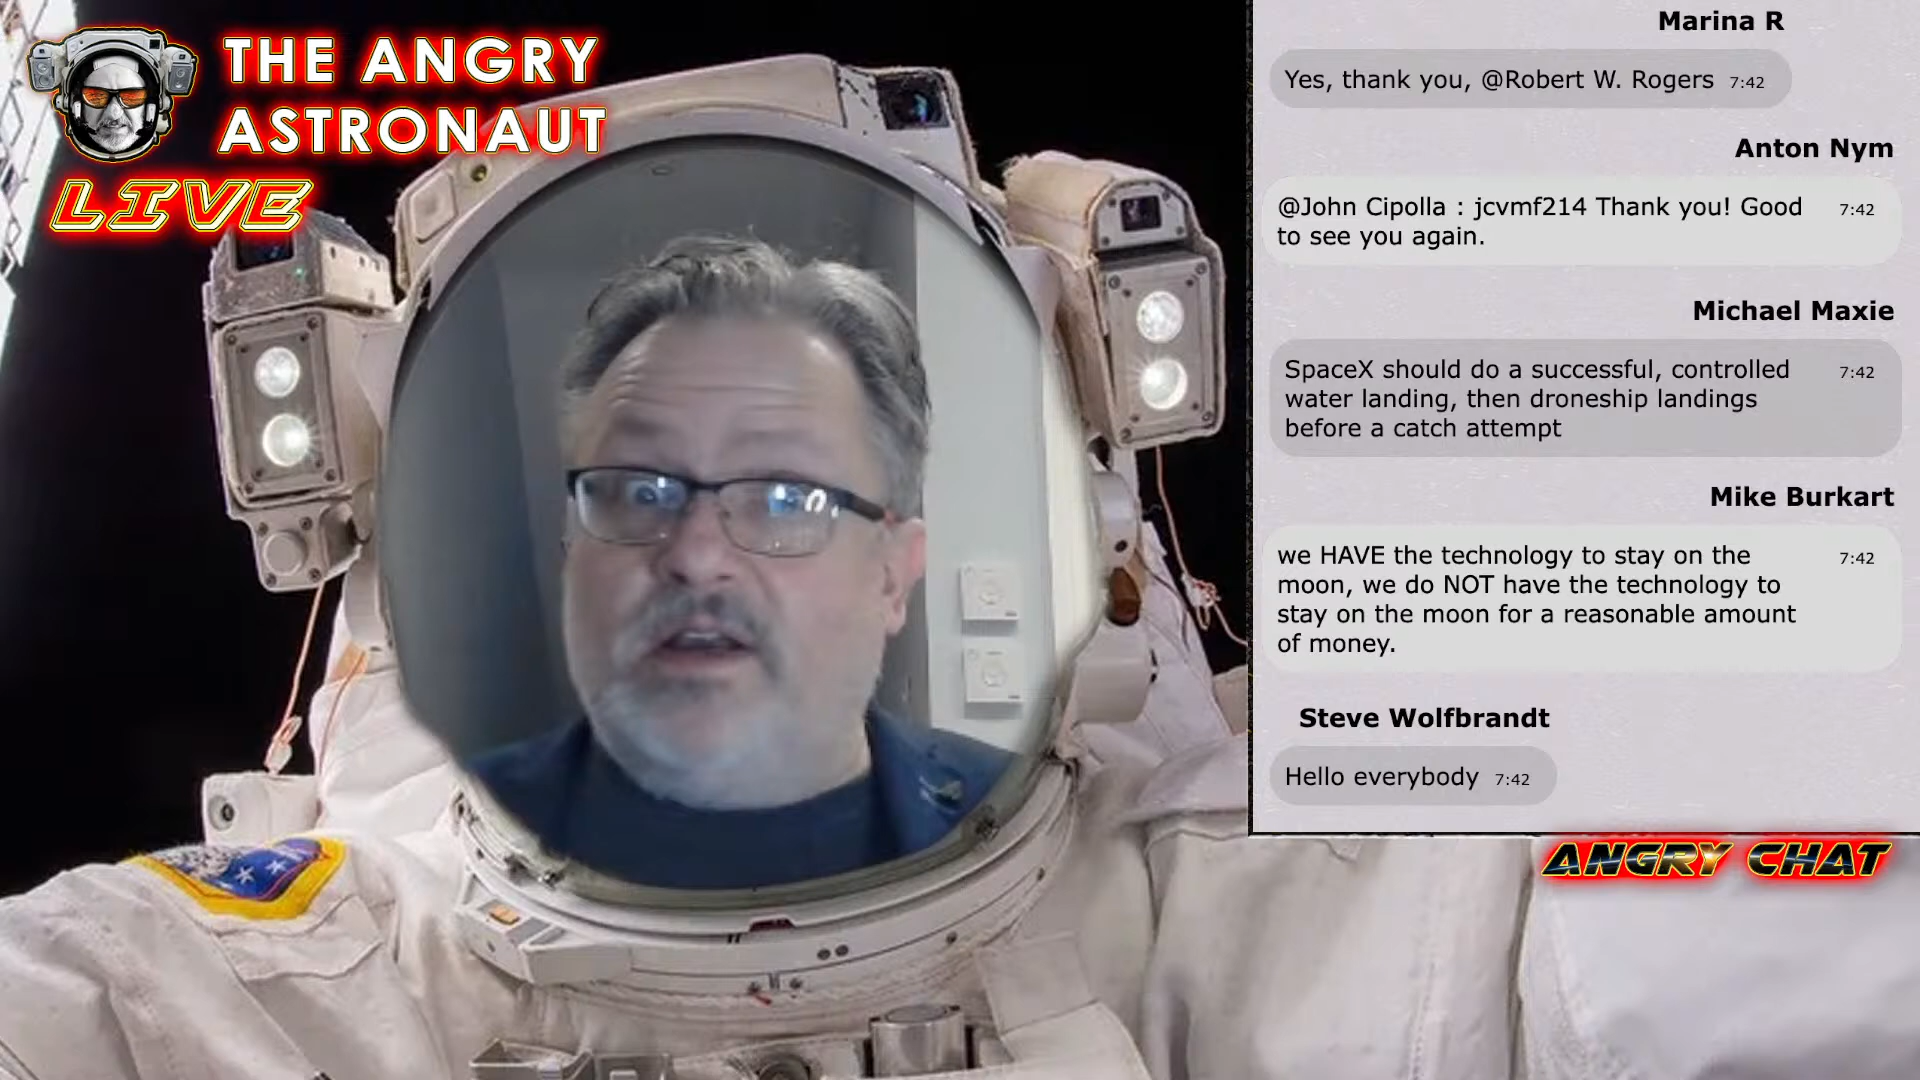 THE ANGRY
ASTRONAUT
LIVE
Marina R
Yes, thank you, @Robert W. Rogers 7:42
Anton Nym
@John Cipolla : jcvmf214 Thank you! Good 7:42
to see you again.
Michael Maxie
SpaceX should do a successful, controlled 7:42
water landing, then droneship landings
before a catch attempt
Mike Burkart
we HAVE the technology to stay on the 7:42
moon, we do NOT have the technology to
stay on the moon for a reasonable amount
of money.
Steve Wolfbrandt
Hello everybody 7:42
ANGRY CHAT